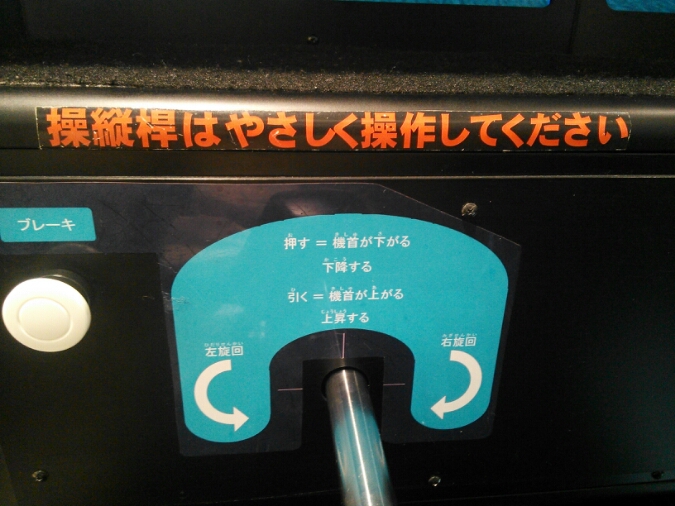 操縦桿はやさしく操作してください
ブレーキ
押す＝機首が下がる
下降する
引く＝機首が上がる
上昇する
左旋回
右旋回